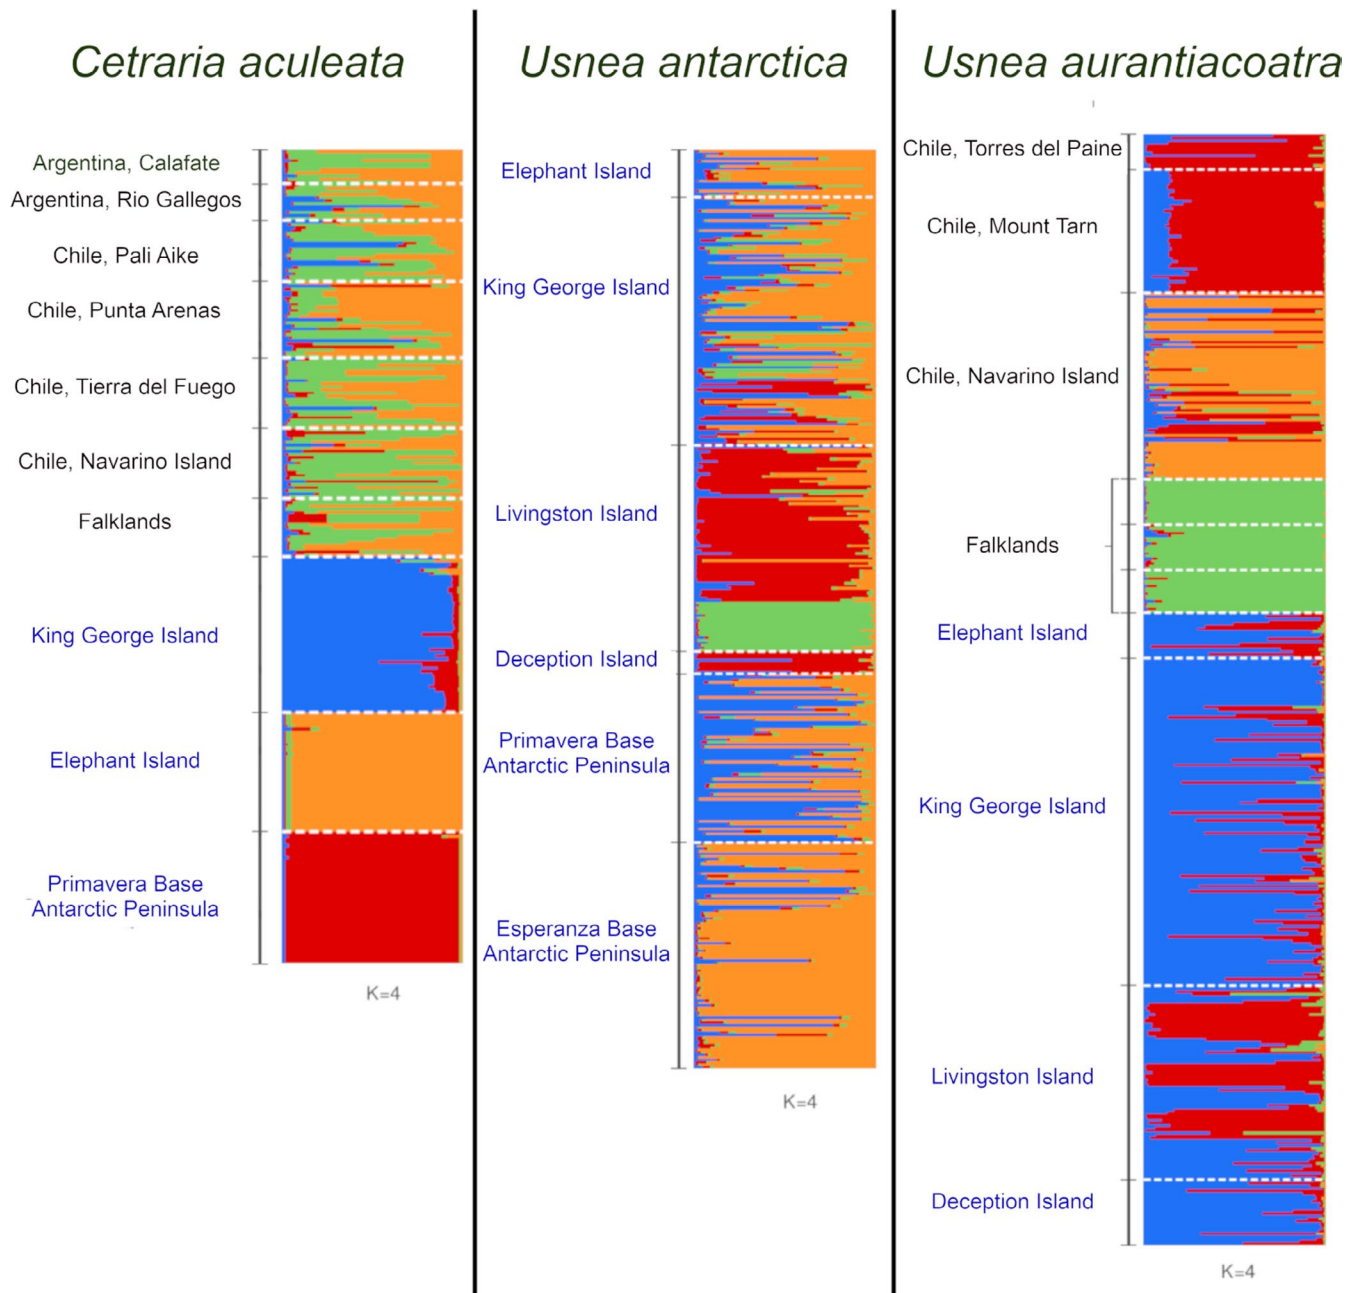 Cetraria aculeata
Argentina, Calafate
Argentina, Rio Gallegos
Chile, Pali Aike
Chile, Punta Arenas
Chile, Tierra del Fuego
Chile, Navarino Island
Falklands
King George Island
Elephant Island
Primavera Base
Antarctic Peninsula
K=4
Usnea antarctica
Elephant Island
King George Island
Livingston Island
Deception Island
Primavera Base
Antarctic Peninsula
Esperanza Base
Antarctic Peninsula
K=4
Usnea aurantiacoatra
Chile, Torres del Paine
Chile, Mount Tarn
Chile, Navarino Island
Falklands
Elephant Island
King George Island
Livingston Island
Deception Island
K=4